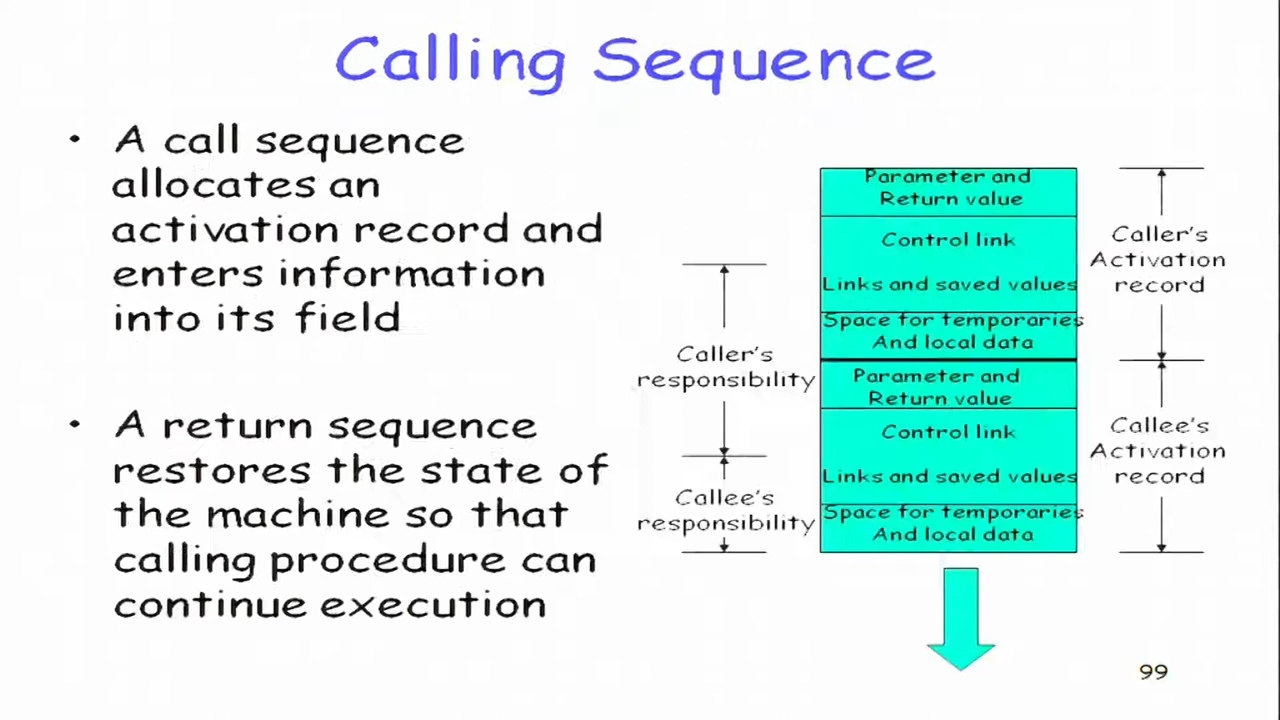 Calling Sequence
• A call sequence
allocates an
activation record and
enters information
into its field
• A return sequence
restores the state of
the machine so that
calling procedure can
continue execution
Caller's
responsibility
Callee's
responsibility
Parameter and
Return value
Control link
Links and saved values
Space for temporaries
And local data
Parameter and
Return value
Control link
Links and saved values
Space for temporaries
And local data
Caller's
Activation
record
Callee's
Activation
record
99